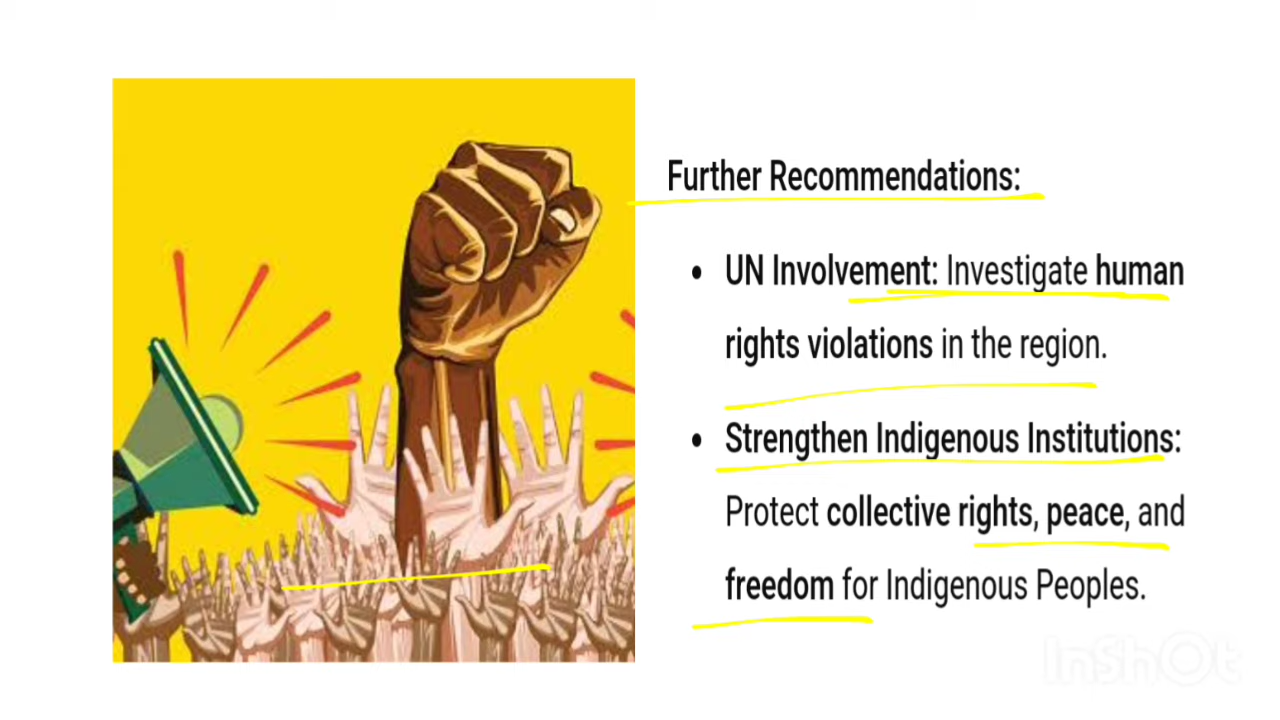 Further Recommendations:
• UN Involvement: Investigate human
rights violations in the region.
• Strengthen Indigenous Institutions:
Protect collective rights, peace, and
freedom for Indigenous Peoples.
InShOt